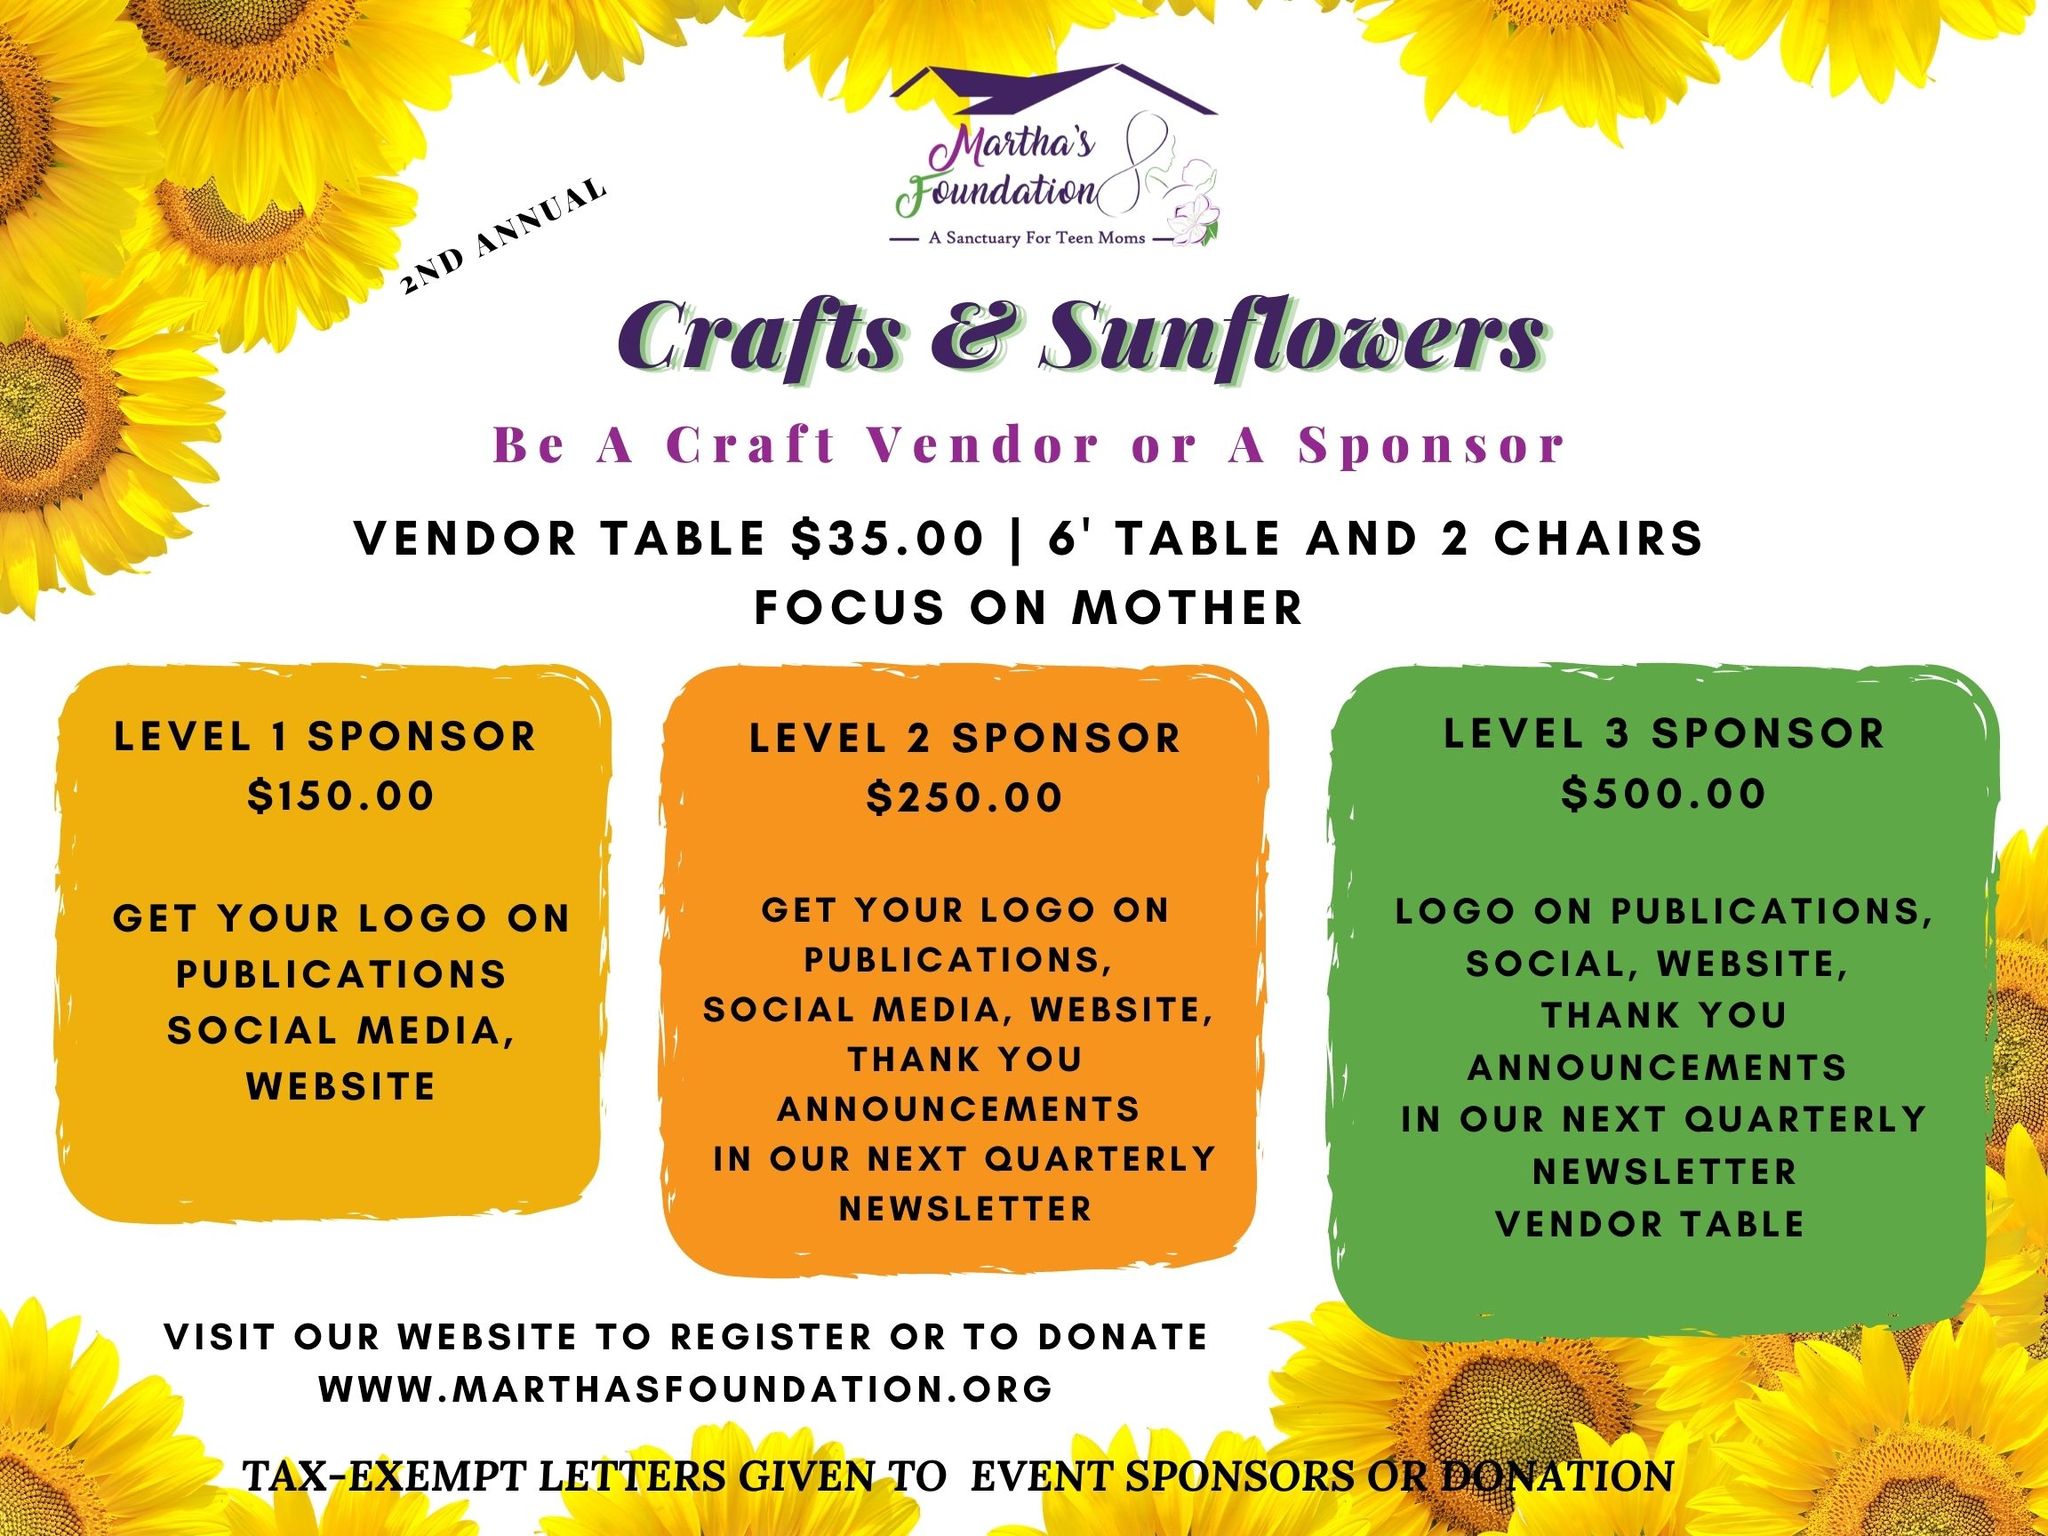 Martha's
Foundation
A Sanctuary For Teen Moms
2ND ANNUAL
Crafts & Sunflowers
Be A Craft Vendor or A Sponsor
VENDOR TABLE $35.00 | 6' TABLE AND 2 CHAIRS
FOCUS ON MOTHER
LEVEL 1 SPONSOR
$150.00
GET YOUR LOGO ON
PUBLICATIONS
SOCIAL MEDIA,
WEBSITE
LEVEL 2 SPONSOR
$250.00
GET YOUR LOGO ON
PUBLICATIONS,
SOCIAL MEDIA, WEBSITE,
THANK YOU
ANNOUNCEMENTS
IN OUR NEXT QUARTERLY
NEWSLETTER
LEVEL 3 SPONSOR
$500.00
LOGO ON PUBLICATIONS,
SOCIAL, WEBSITE,
THANK YOU
ANNOUNCEMENTS
IN OUR NEXT QUARTERLY
NEWSLETTER
VENDOR TABLE
VISIT OUR WEBSITE TO REGISTER OR TO DONATE
WWW.MARTHASFOUNDATION.ORG
TAX-EXEMPT LETTERS GIVEN TO EVENT SPONSORS OR DONATION